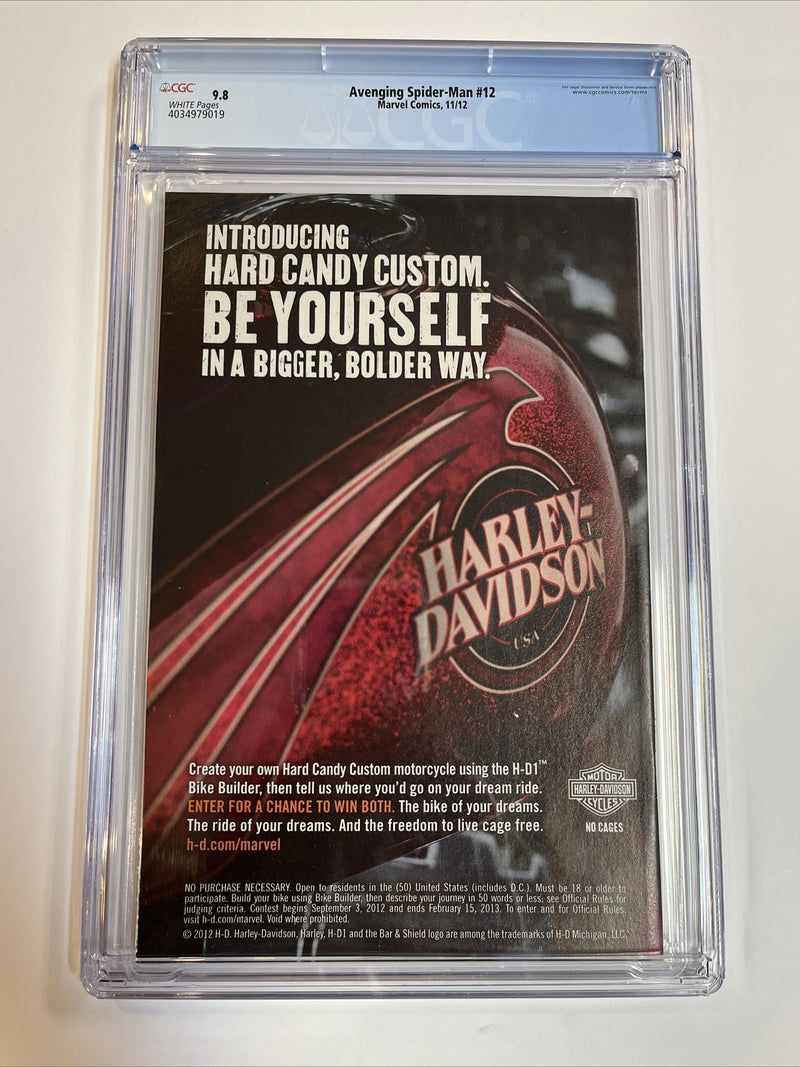 CGC
9.8
WHITE Pages
4034979019
Avenging Spider-Man #12
Marvel Comics, 11/12
For Legal Disclaimer and Service Terms please visit
www.cgccomics.com/terms
CGC
INTRODUCING
HARD CANDY CUSTOM.
BE YOURSELF
IN A BIGGER, BOLDER WAY.
HARLEY-
DAVIDSON
USA
Create your own Hard Candy Custom motorcycle using the H-D1™
Bike Builder, then tell us where you'd go on your dream ride.
ENTER FOR A CHANCE TO WIN BOTH. The bike of your dreams.
The ride of your dreams. And the freedom to live cage free.
h-d.com/marvel
MOTOR
HARLEY-DAVIDSON
CYCLES
NO CAGES
NO PURCHASE NECESSARY. Open to residents in the (50) United States (includes D.C.). Must be 18 or older to
participate. Build your bike using Bike Builder, then describe your journey in 50 words or less; see Official Rules for
judging criteria. Contest begins September 3, 2012 and ends February 15, 2013. To enter and for Official Rules,
visit h-d.com/marvel. Void where prohibited.
© 2012 H-D. Harley-Davidson, Harley, H-D1 and the Bar & Shield logo are among the trademarks of H-D Michigan, LLC.